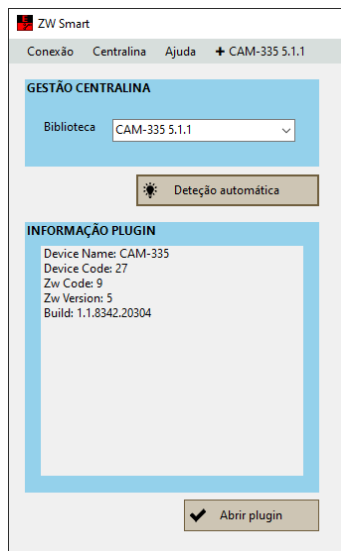 ZW Smart
Conexão Centralina Ajuda + CAM-335 5.1.1
GESTÃO CENTRALINA
Biblioteca CAM-335 5.1.1
Deteção automática
INFORMAÇÃO PLUGIN
Device Name: CAM-335
Device Code: 27
Zw Code: 9
Zw Version: 5
Build: 1.1.8342.20304
Abrir plugin